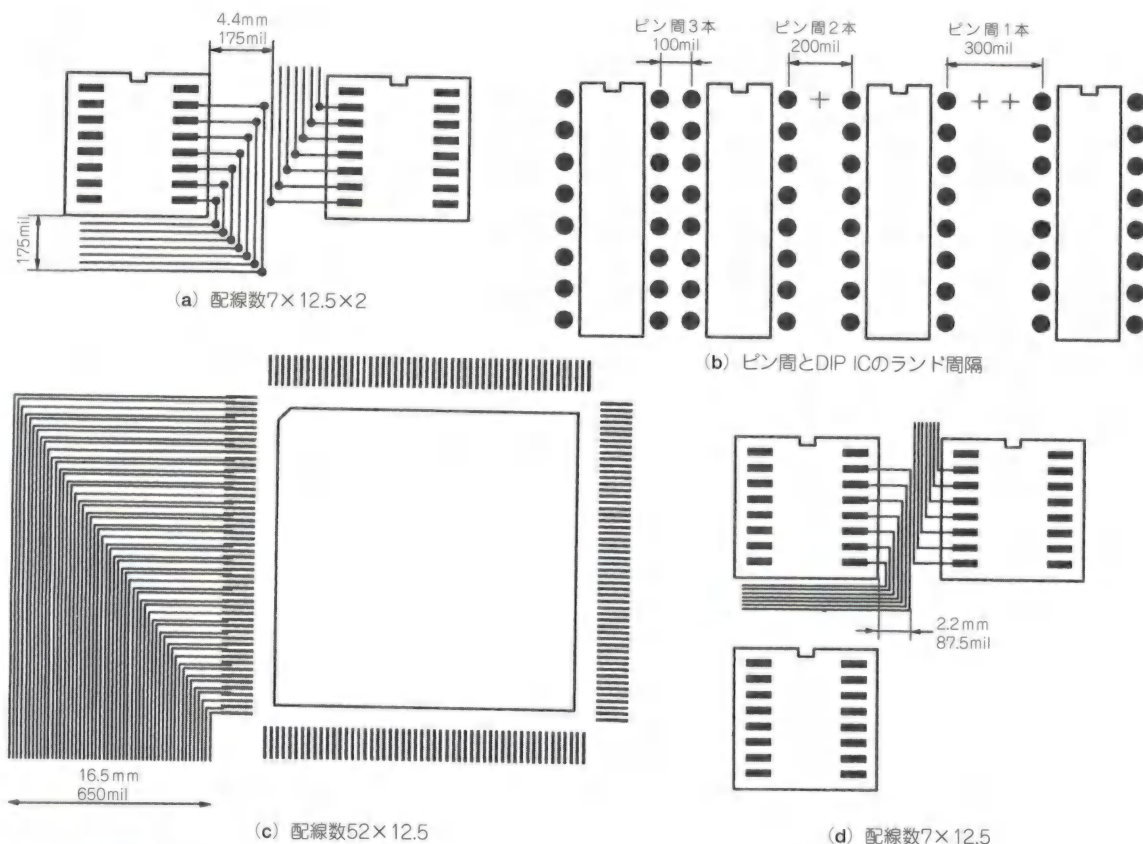 4.4mm
175mil
175mil
(a) 配線数7×12.5×2
ピン間3本
100mil
ピン間2本
200mil
ピン間1本
300mil
(b) ピン間とDIP ICのランド間隔
16.5mm
650mil
(c) 配線数52×12.5
2.2mm
87.5mil
(d) 配線数7×12.5